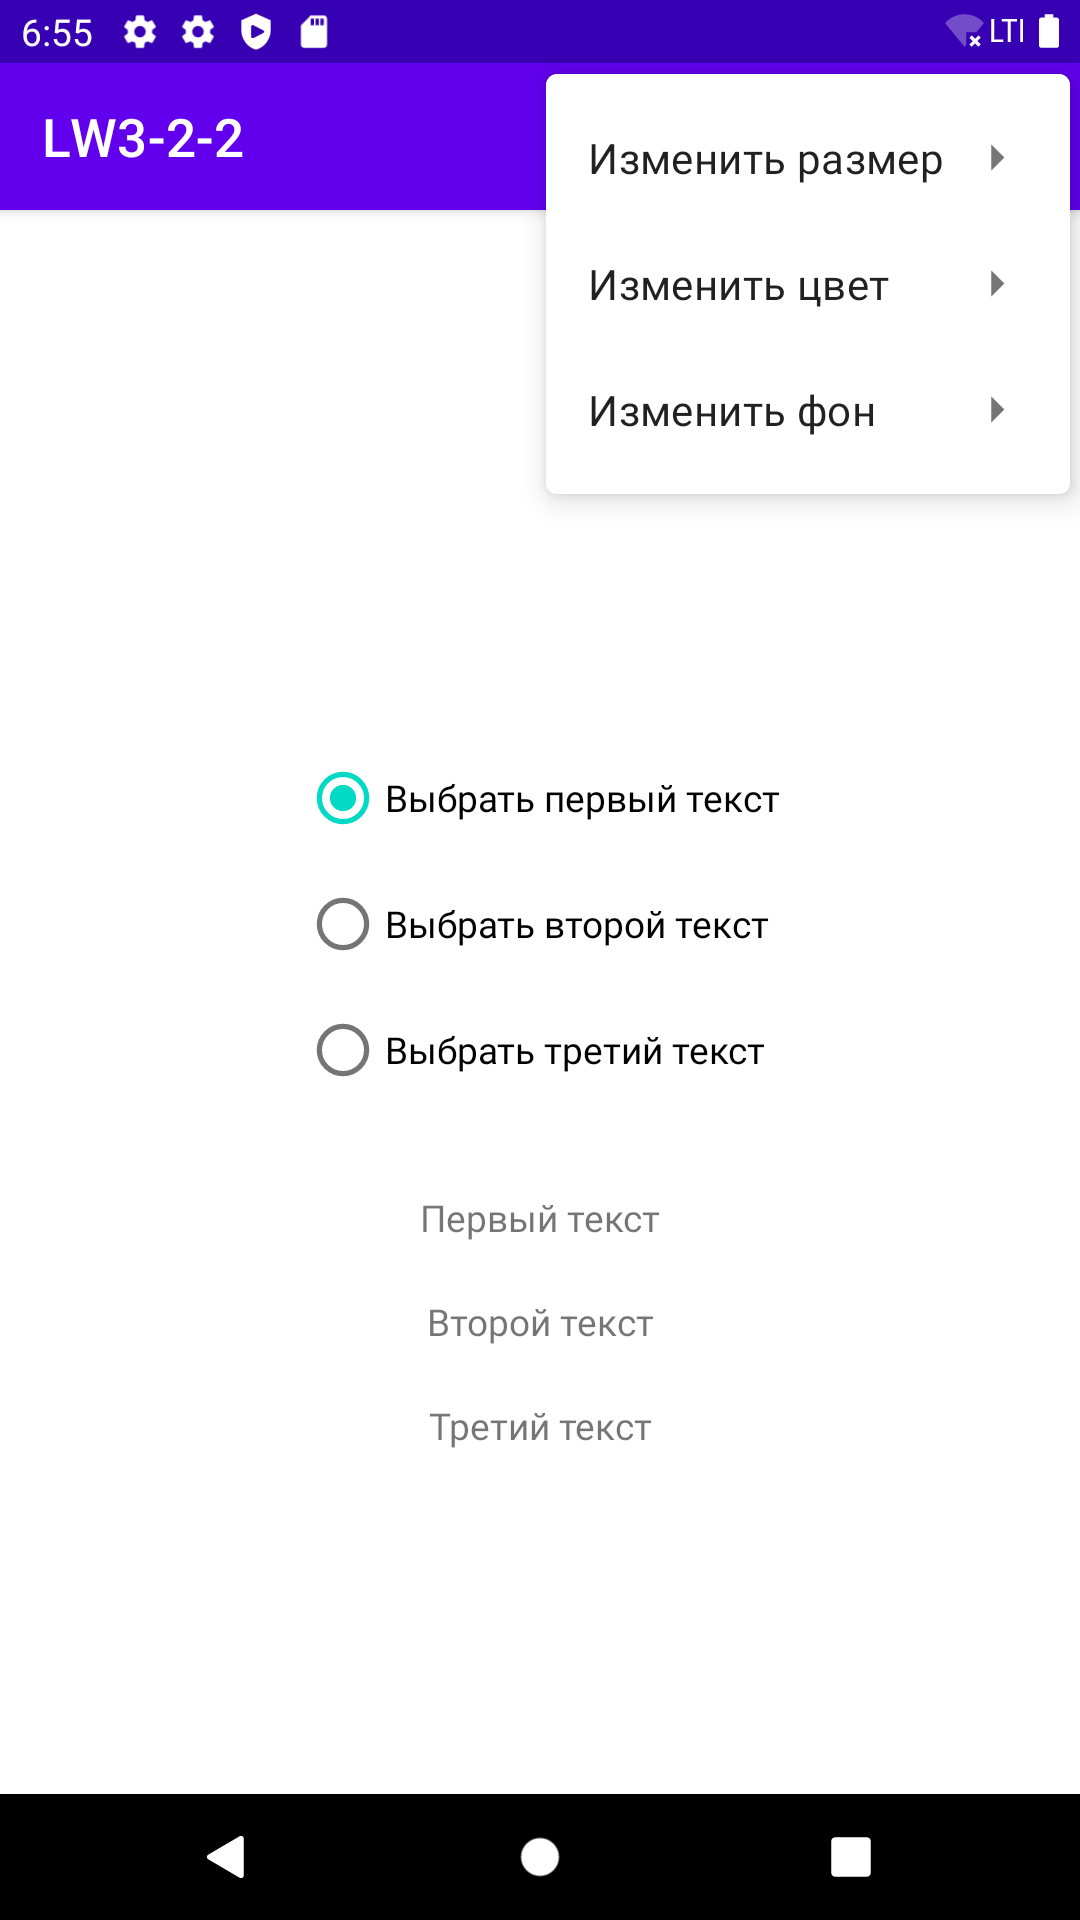 6:55
LTE
LW3-2-2
Изменить размер
Изменить цвет
Изменить фон
Выбрать первый текст
Выбрать второй текст
Выбрать третий текст
Первый текст
Второй текст
Третий текст